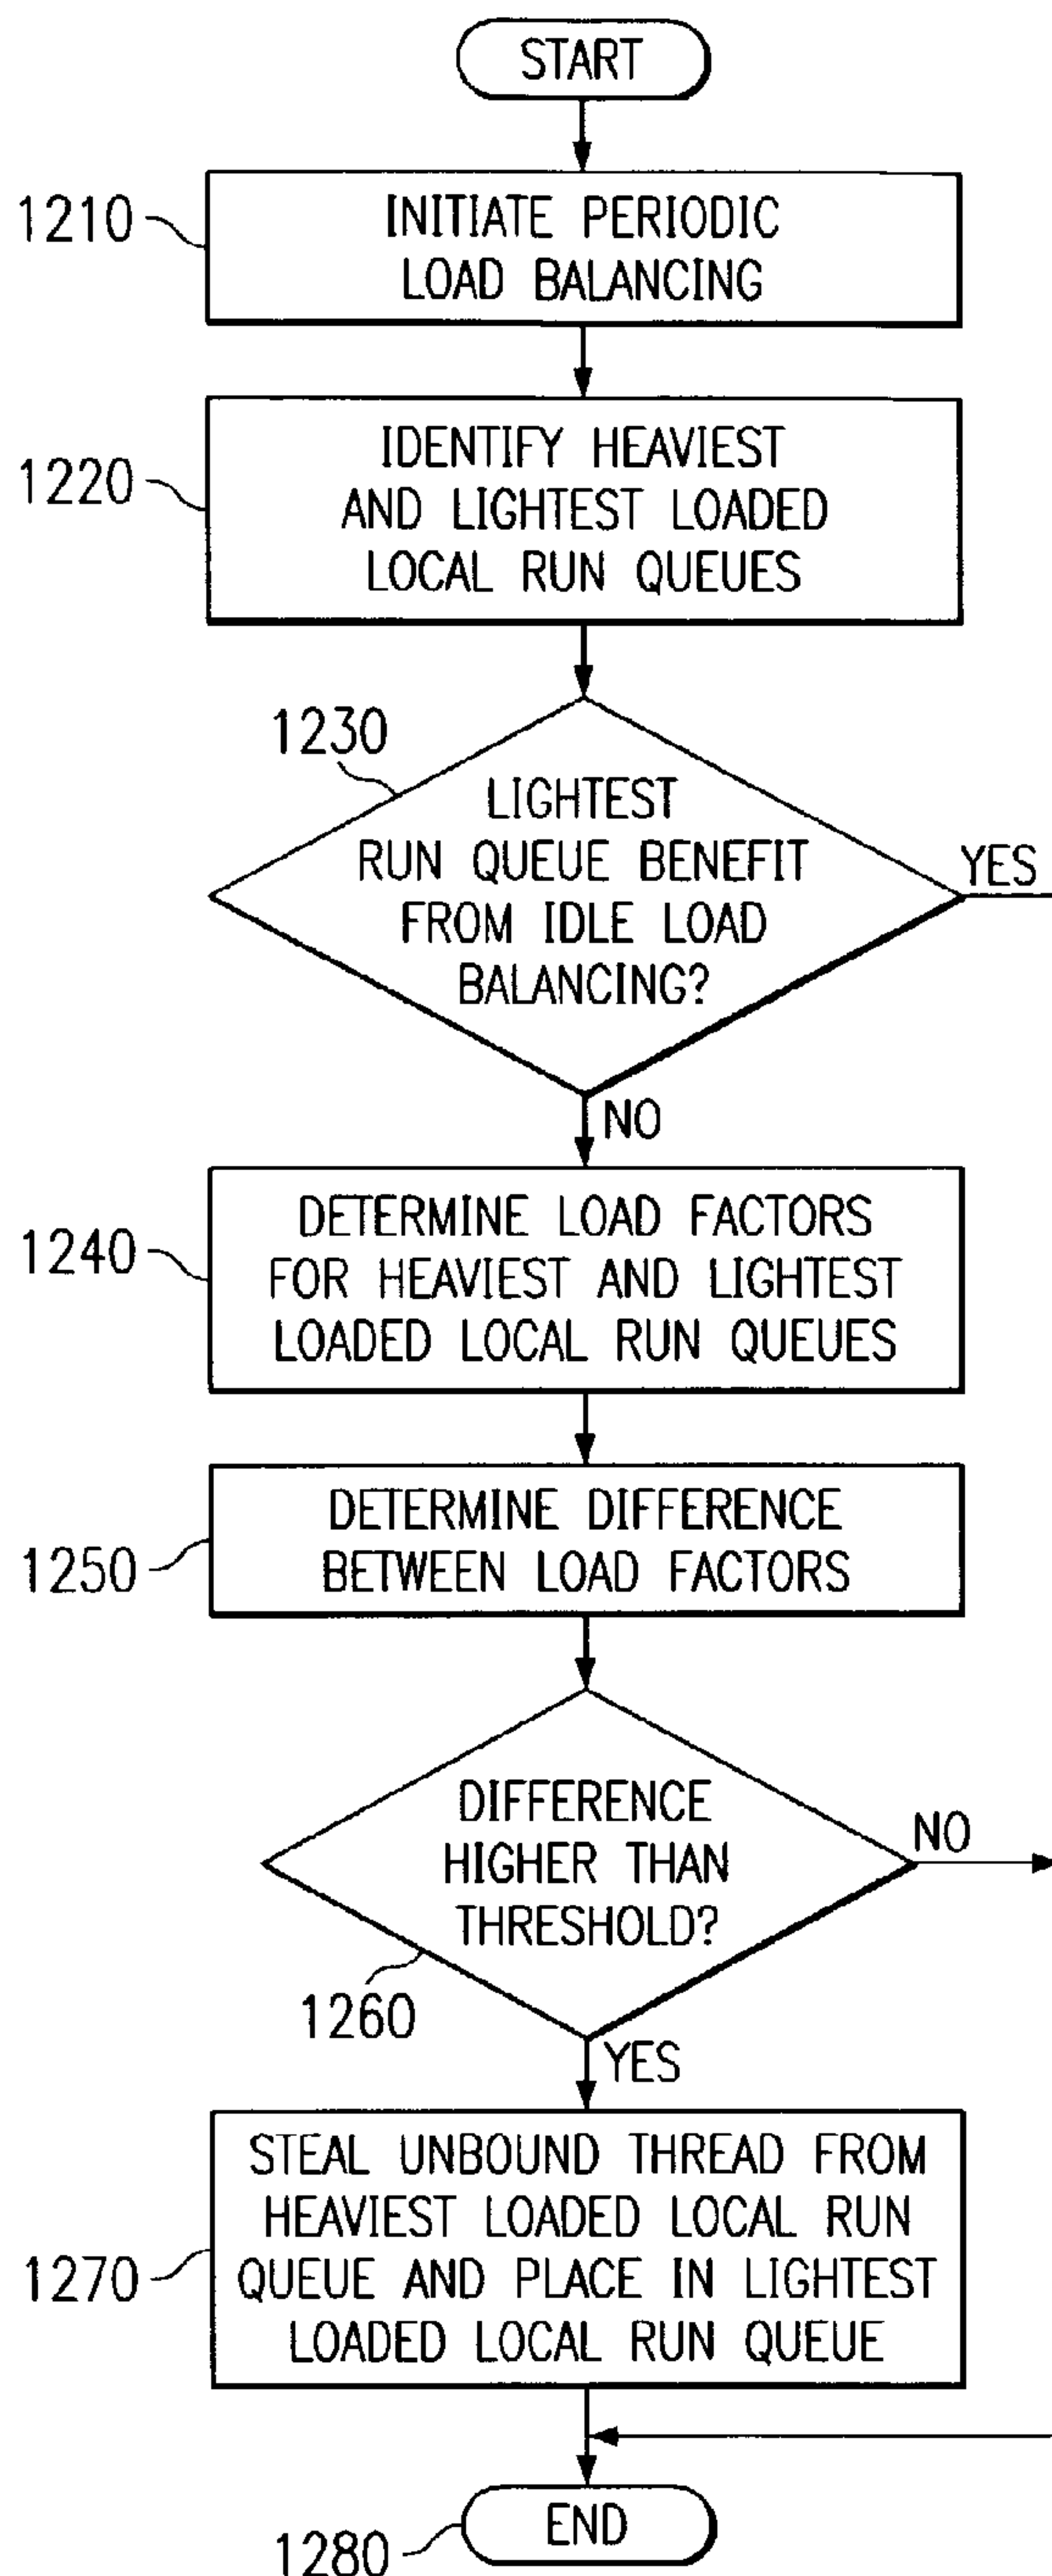 START
1210
INITIATE PERIODIC
LOAD BALANCING
1220
IDENTIFY HEAVIEST
AND LIGHTEST LOADED
LOCAL RUN QUEUES
1230
LIGHTEST
RUN QUEUE BENEFIT
FROM IDLE LOAD
BALANCING?
YES
NO
1240
DETERMINE LOAD FACTORS
FOR HEAVIEST AND LIGHTEST
LOADED LOCAL RUN QUEUES
1250
DETERMINE DIFFERENCE
BETWEEN LOAD FACTORS
DIFFERENCE
HIGHER THAN
THRESHOLD?
NO
1260
YES
1270
STEAL UNBOUND THREAD FROM
HEAVIEST LOADED LOCAL RUN
QUEUE AND PLACE IN LIGHTEST
LOADED LOCAL RUN QUEUE
1280
END